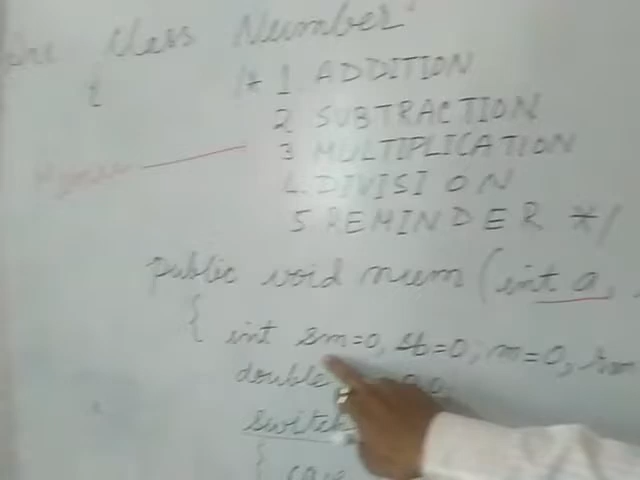 Class Number
{ /* 1 ADDITION
2 SUBTRACTION
3 MULTIPLICATION
4. DIVISION
5 REMINDER */
public void num (int a,
{
int sm=0, sb=0; m=0,
double
switch
{ case